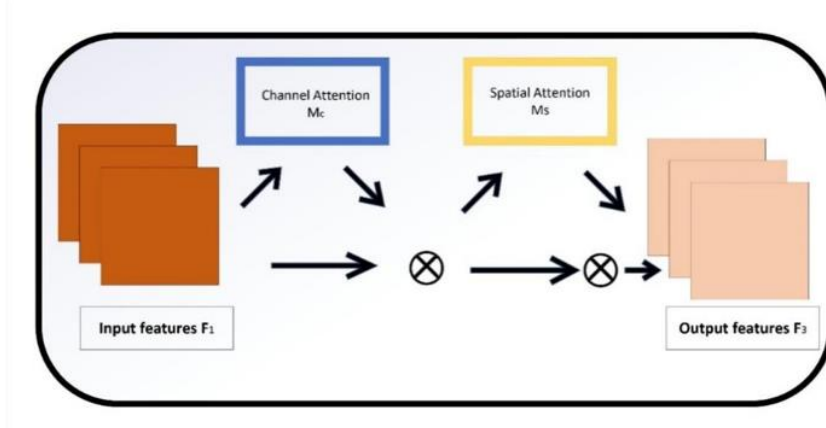 Channel Attention
Mc
Spatial Attention
Ms
Input features F1
Output features F3